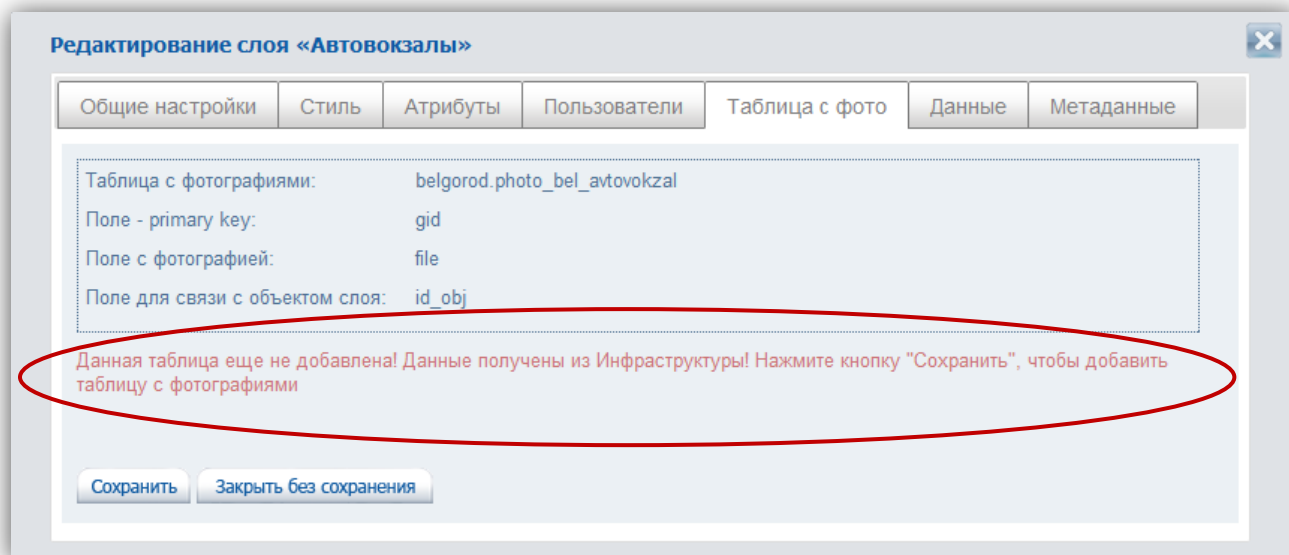 Редактирование слоя «Автовокзалы»
Общие настройки Стиль Атрибуты Пользователи Таблица с фото Данные Метаданные
Таблица с фотографиями: belgorod.photo_bel_avtovokzal
Поле - primary key: gid
Поле с фотографией: file
Поле для связи с объектом слоя: id_obj
Данная таблица еще не добавлена! Данные получены из Инфраструктуры! Нажмите кнопку "Сохранить", чтобы добавить
таблицу с фотографиями
Сохранить Закрыть без сохранения